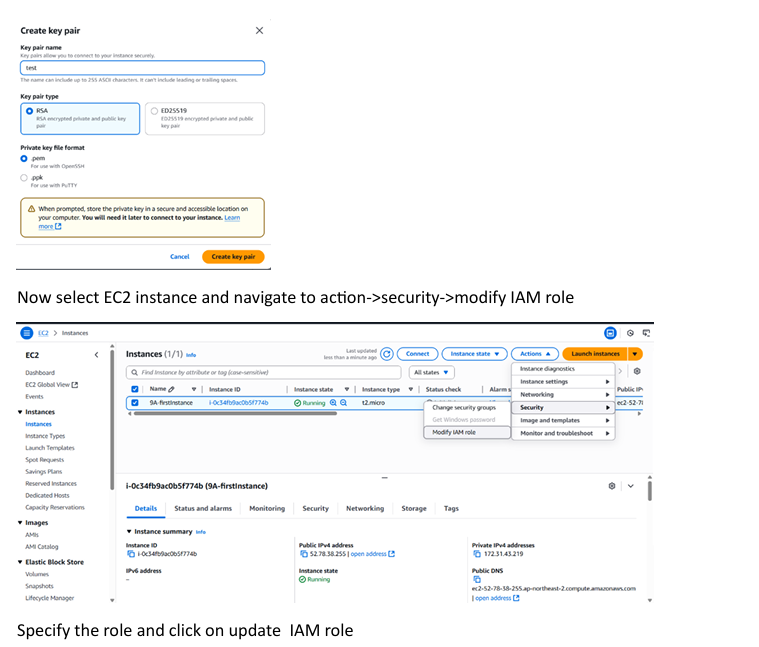 Create key pair
Key pair name
Key pairs allow you to connect to your instance securely.
test
The name can include up to 255 ASCII characters. It can't include leading or trailing spaces.
Key pair type
RSA
RSA encrypted private and public key
pair
ED25519
ED25519 encrypted private and public
key pair
Private key file format
.pem
For use with OpenSSH
.ppk
For use with PuTTY
When prompted, store the private key in a secure and accessible location on
your computer. You will need it later to connect to your instance. Learn
more
Cancel Create key pair
Now select EC2 instance and navigate to action->security->modify IAM role
EC2 > Instances
EC2
Dashboard
EC2 Global View
Events
Instances
Instances
Instance Types
Launch Templates
Spot Requests
Savings Plans
Reserved Instances
Dedicated Hosts
Capacity Reservations
Images
AMIs
AMI Catalog
Elastic Block Store
Volumes
Snapshots
Lifecycle Manager
Instances (1/1) Info
Last updated
less than a minute ago
Connect Instance state Actions Launch instances
Find Instance by attribute or tag (case-sensitive) All states
Name Instance ID Instance state Instance type Status check Alarm s Public IP
9A-firstInstance i-0c34fb9ac0b5f774b Running t2.micro ec2-52-7
Instance diagnostics
Instance settings
Networking
Security
Image and templates
Monitor and troubleshoot
Change security groups
Get Windows password
Modify IAM role
i-0c34fb9ac0b5f774b (9A-firstInstance)
Details Status and alarms Monitoring Security Networking Storage Tags
Instance summary Info
Instance ID
i-0c34fb9ac0b5f774b
IPv6 address
–
Public IPv4 address
52.78.38.255 | open address
Instance state
Running
Private IPv4 addresses
172.31.43.219
Public DNS
ec2-52-78-38-255.ap-northeast-2.compute.amazonaws.com
| open address
Specify the role and click on update IAM role